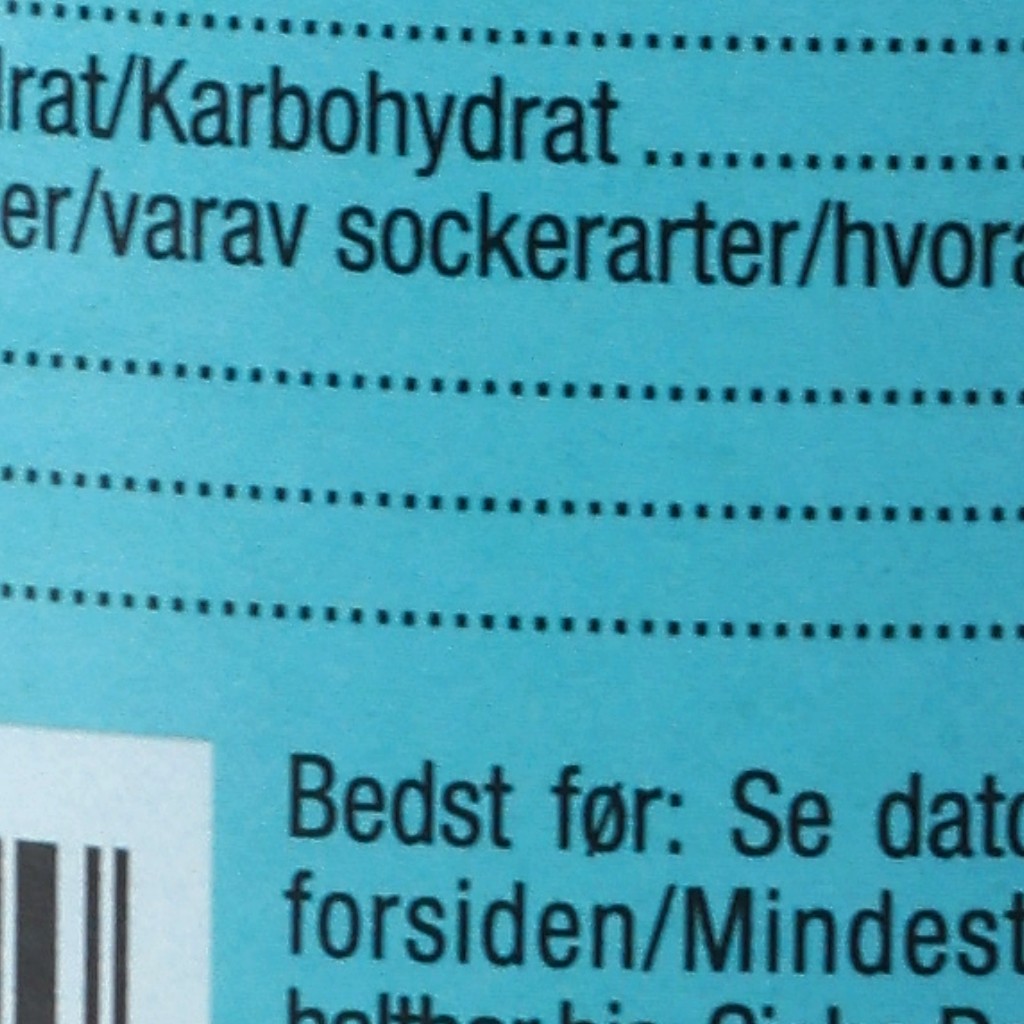 drat/Karbohydrat ................
er/varav sockerarter/hvora
Bedst før: Se dato
forsiden/Mindest